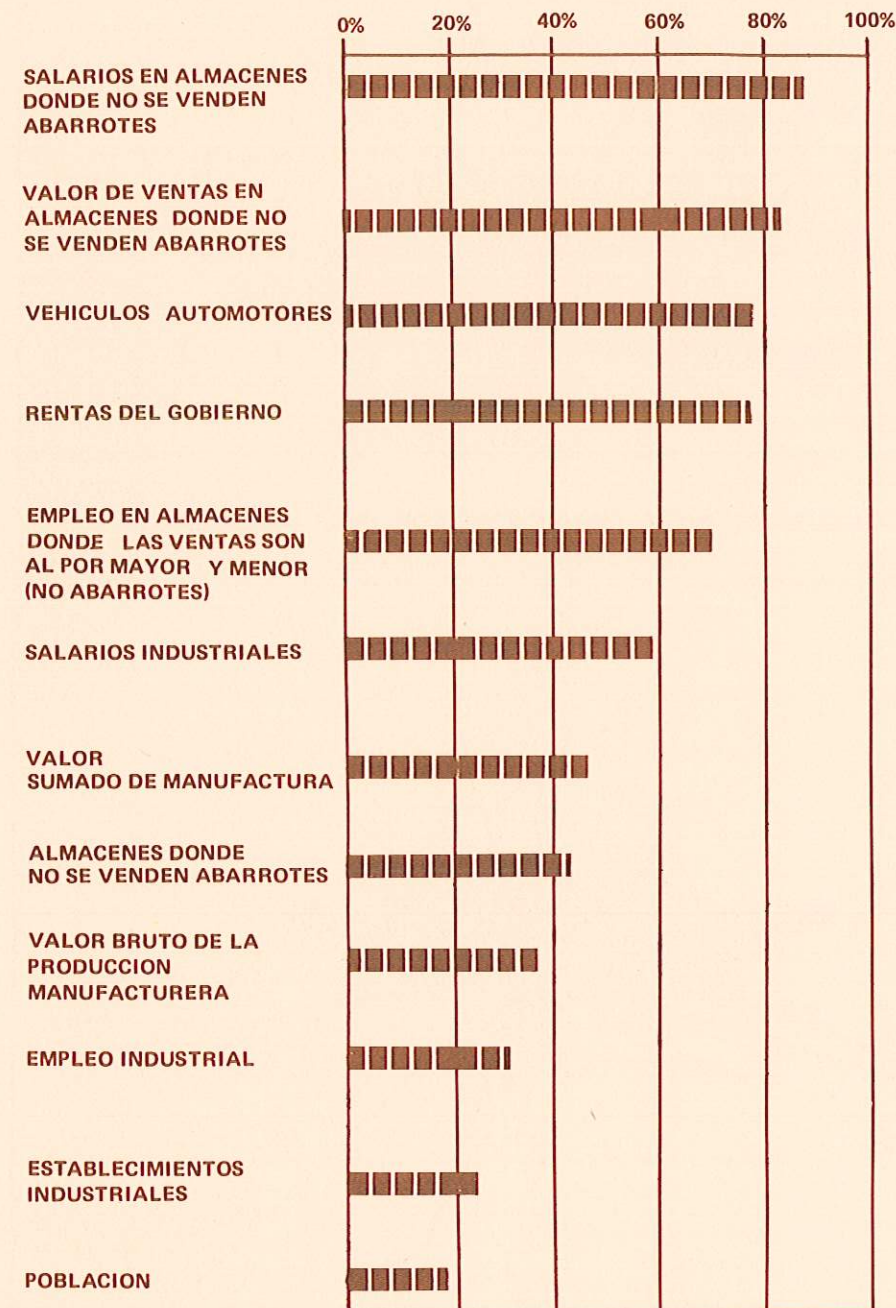 0% 20% 40% 60% 80% 100%
SALARIOS EN ALMACENES
DONDE NO SE VENDEN
ABARROTES
VALOR DE VENTAS EN
ALMACENES DONDE NO
SE VENDEN ABARROTES
VEHICULOS AUTOMOTORES
RENTAS DEL GOBIERNO
EMPLEO EN ALMACENES
DONDE LAS VENTAS SON
AL POR MAYOR Y MENOR
(NO ABARROTES)
SALARIOS INDUSTRIALES
VALOR
SUMADO DE MANUFACTURA
ALMACENES DONDE
NO SE VENDEN ABARROTES
VALOR BRUTO DE LA
PRODUCCION
MANUFACTURERA
EMPLEO INDUSTRIAL
ESTABLECIMIENTOS
INDUSTRIALES
POBLACION